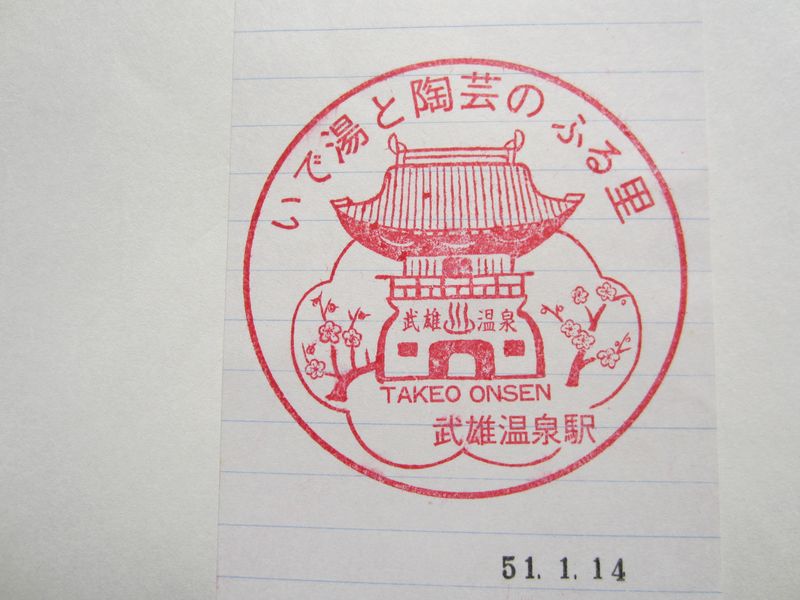 いで湯と陶芸のふる里
武雄♨温泉
TAKEO ONSEN
武雄温泉駅
51. 1. 14